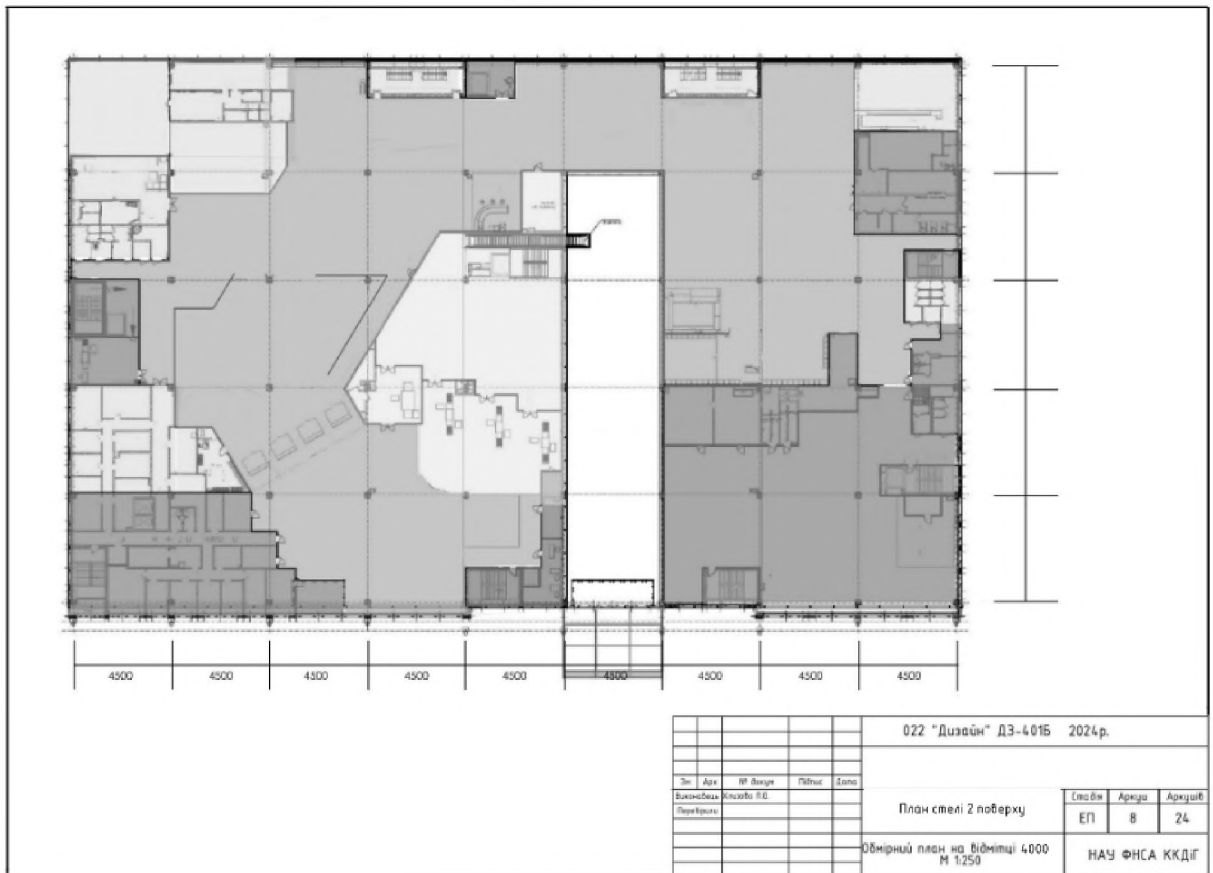 4500 4500 4500 4500 4500 4500 4500 4500 4500
022 "Дизайн" ДЗ-401Б 2024р.
Зм Арк № докум Підпис Дата
Виконавець
Перевірили
План стелі 2 поверху
Стадія Аркуш Аркушів
ЕП 8 24
Обмірний план на відмітці 4000
М 1:250
НАУ ФНСА ККДіГ